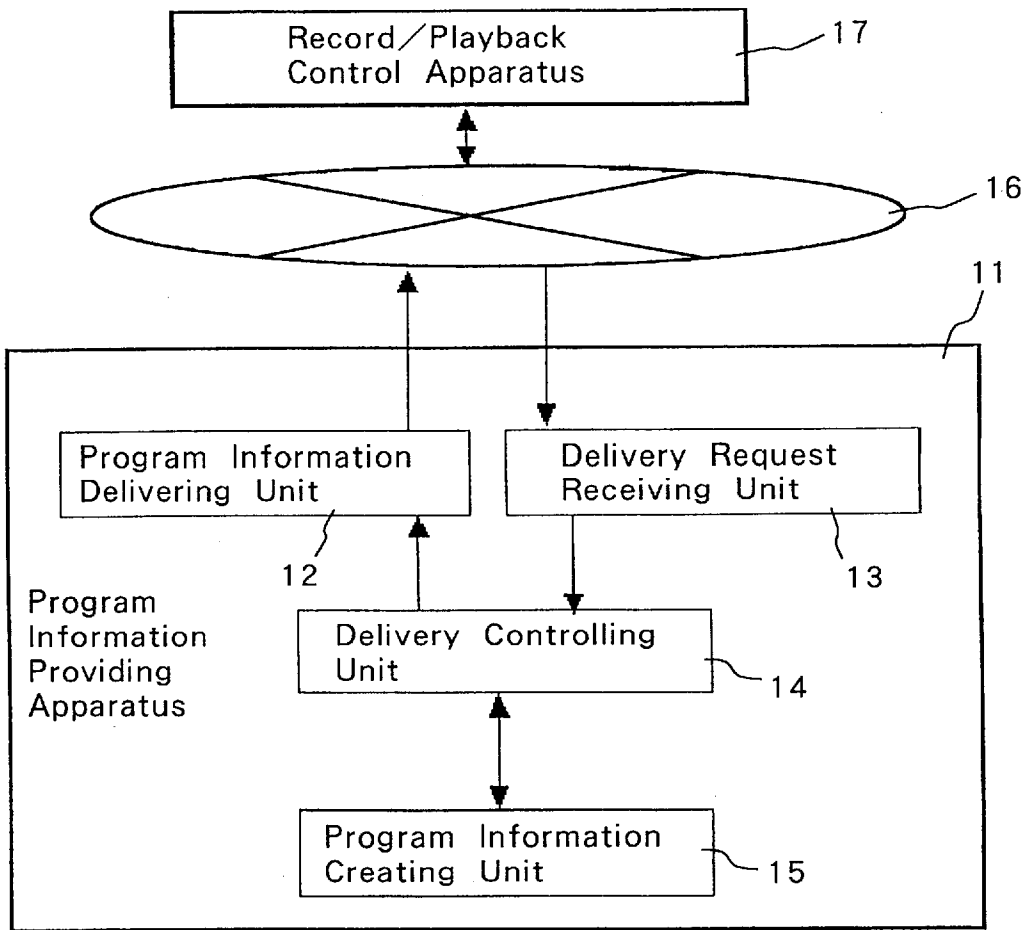 Record/Playback
Control Apparatus
17
16
11
Program Information
Delivering Unit
12
Delivery Request
Receiving Unit
13
Program
Information
Providing
Apparatus
Delivery Controlling
Unit
14
Program Information
Creating Unit
15